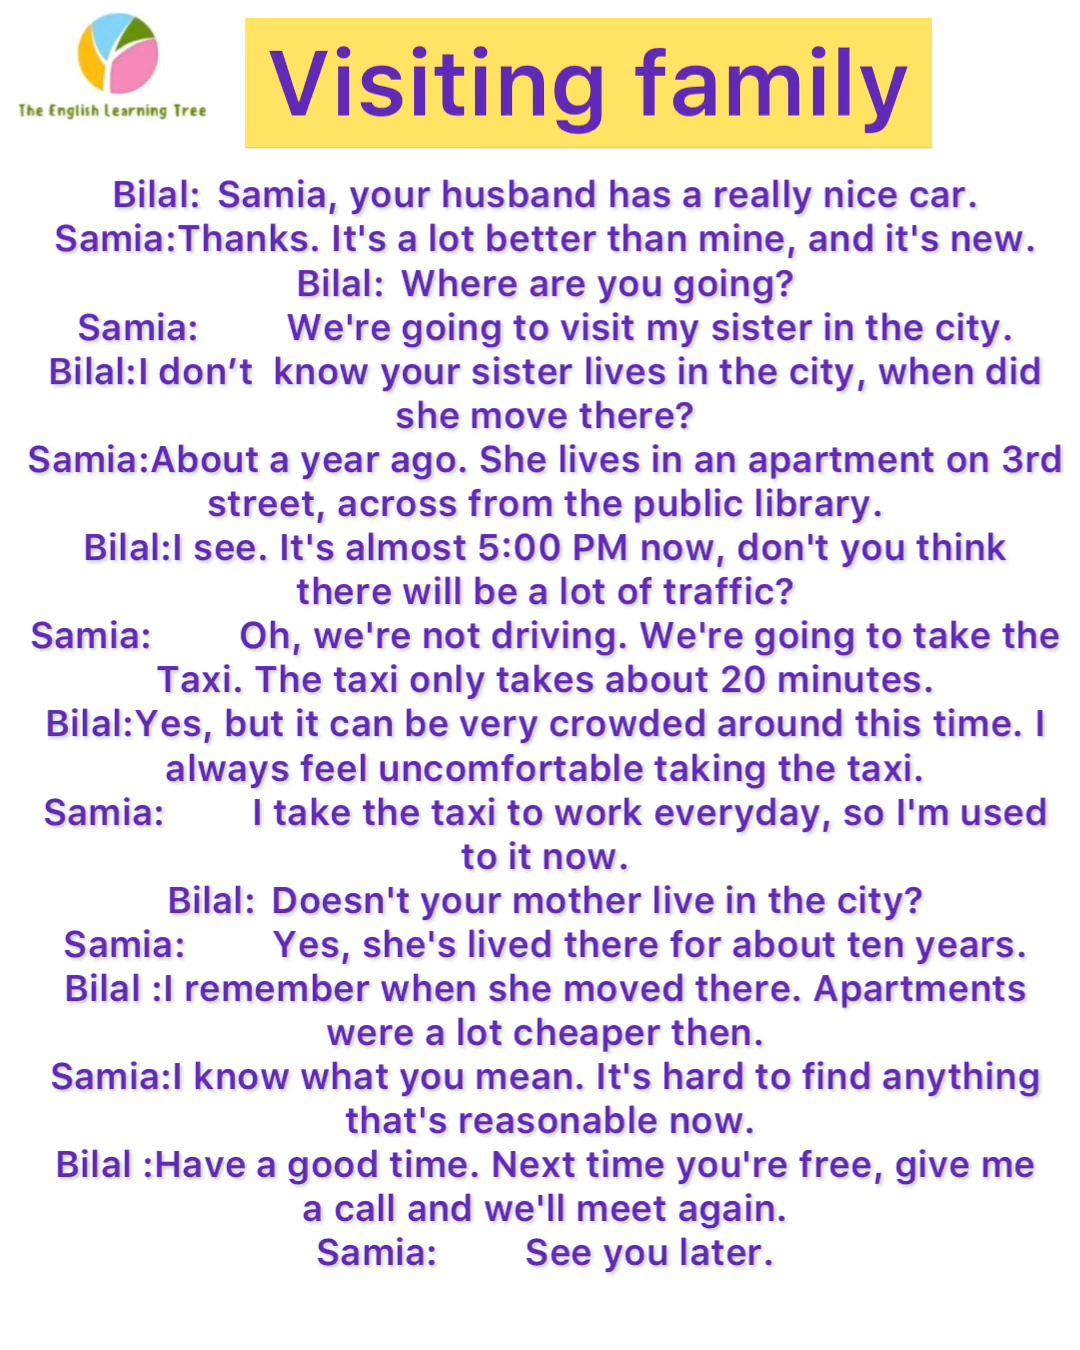 The English Learning Tree
Visiting family
Bilal: Samia, your husband has a really nice car.
Samia:Thanks. It's a lot better than mine, and it's new.
Bilal: Where are you going?
Samia: We're going to visit my sister in the city.
Bilal:I don’t know your sister lives in the city, when did
she move there?
Samia:About a year ago. She lives in an apartment on 3rd
street, across from the public library.
Bilal:I see. It's almost 5:00 PM now, don't you think
there will be a lot of traffic?
Samia: Oh, we're not driving. We're going to take the
Taxi. The taxi only takes about 20 minutes.
Bilal:Yes, but it can be very crowded around this time. I
always feel uncomfortable taking the taxi.
Samia: I take the taxi to work everyday, so I'm used
to it now.
Bilal: Doesn't your mother live in the city?
Samia: Yes, she's lived there for about ten years.
Bilal :I remember when she moved there. Apartments
were a lot cheaper then.
Samia:I know what you mean. It's hard to find anything
that's reasonable now.
Bilal :Have a good time. Next time you're free, give me
a call and we'll meet again.
Samia: See you later.